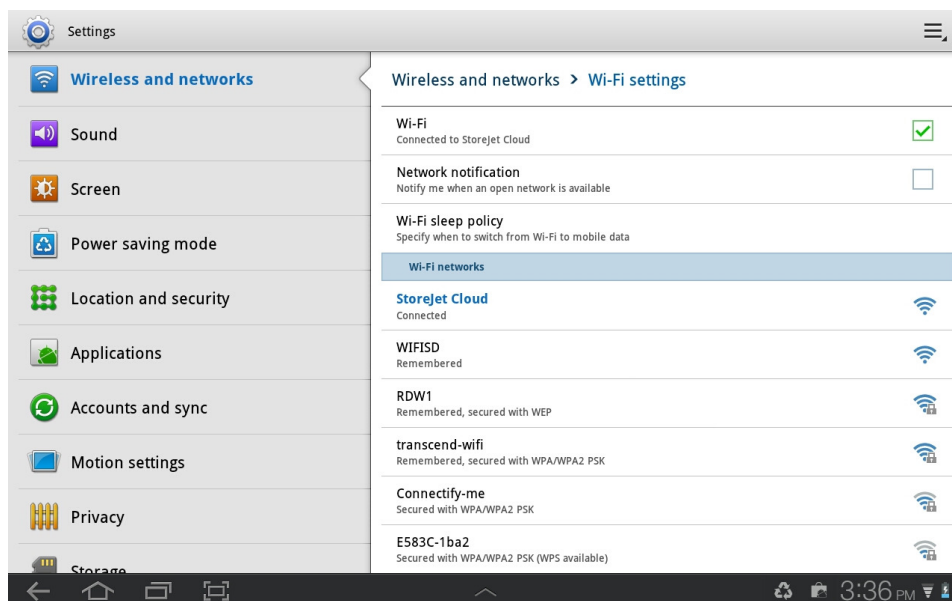 Settings
Wireless and networks
Sound
Screen
Power saving mode
Location and security
Applications
Accounts and sync
Motion settings
Privacy
Storage
Wireless and networks > Wi-Fi settings
Wi-Fi
Connected to StoreJet Cloud
Network notification
Notify me when an open network is available
Wi-Fi sleep policy
Specify when to switch from Wi-Fi to mobile data
Wi-Fi networks
StoreJet Cloud
Connected
WIFISD
Remembered
RDW1
Remembered, secured with WEP
transcend-wifi
Remembered, secured with WPA/WPA2 PSK
Connectify-me
Secured with WPA/WPA2 PSK
E583C-1ba2
Secured with WPA/WPA2 PSK (WPS available)
3:36 PM